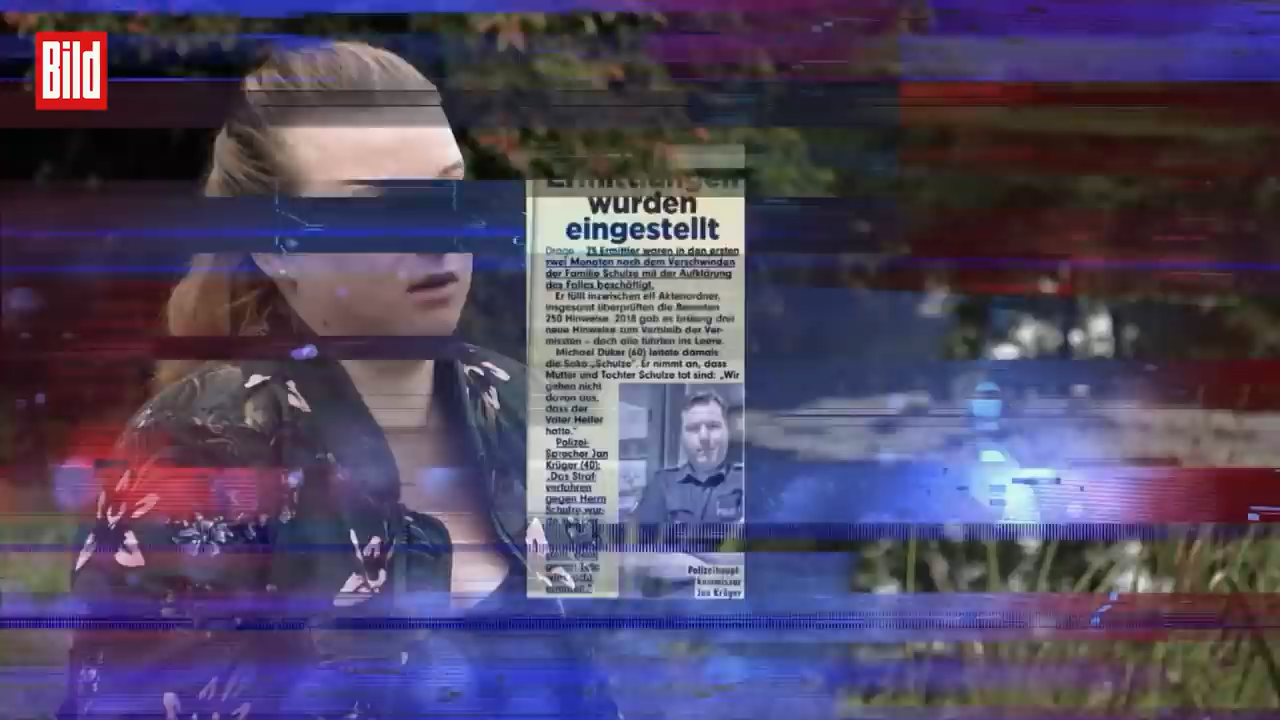 Bild
Ermittlungen
wurden
eingestellt
Drage – 75 Ermittler waren in den ersten
zwei Monaten nach dem Verschwinden
der Familie Schulze mit der Aufklärung
des Falles beschäftigt.
Er füllt inzwischen elf Aktenordner,
insgesamt überprüften die Beamten
250 Hinweise. 2018 gab es bislang drei
neue Hinweise zum Verbleib der Ver-
missten – doch alle führten ins Leere.
Michael Düker (60) leitete damals
die Soko „Schulze“. Er nimmt an, dass
Mutter und Tochter Schulze tot sind: „Wir
gehen nicht
davon aus,
dass der
Vater Helfer
hatte.“
Polizei-
Sprecher Jan
Krüger (40):
„Das Straf-
verfahren
gegen Herrn
Schulze wur-
Polizeihaupt-
kommissar
Jan Krüger